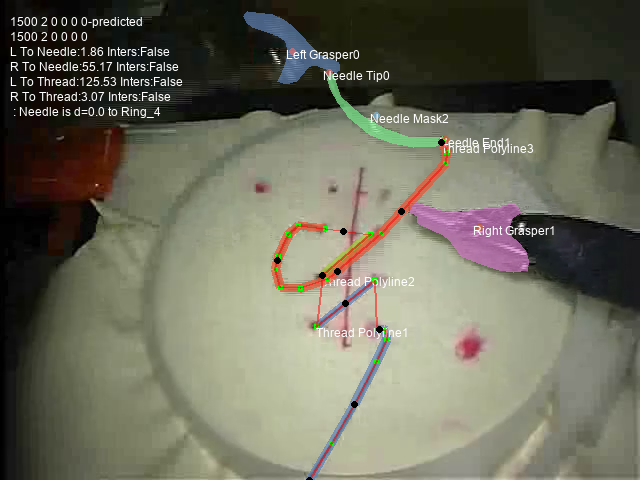 1500 2 0 0 0 0-predicted
1500 2 0 0 0 0
L To Needle:1.86 Inters:False
R To Needle:55.17 Inters:False
L To Thread:125.53 Inters:False
R To Thread:3.07 Inters:False
: Needle is d=0.0 to Ring_4
Left Grasper0
Needle Tip0
Needle Mask2
eedle End1
Thread Polyline3
Right Grasper1
Thread Polyline2
Thread Polyline1